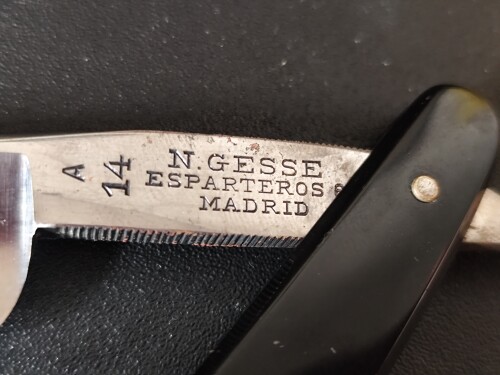 A
14
N. GESSE
ESPARTEROS
MADRID